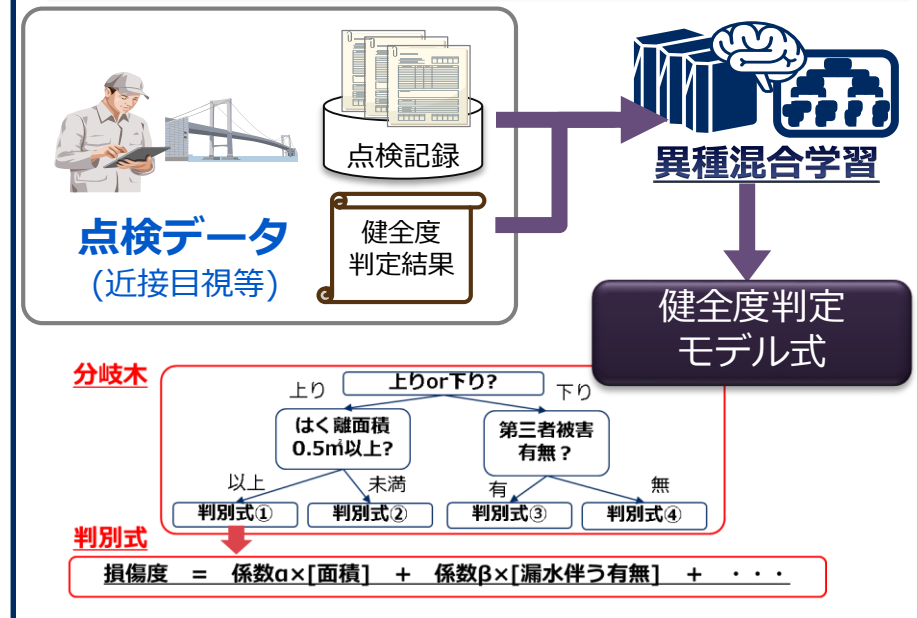 点検記録
異種混合学習
点検データ
(近接目視等)
健全度
判定結果
健全度判定
モデル式
分岐木
上りor下り?
上り
下り
はく離面積
0.5㎡以上?
第三者被害
有無？
以上
未満
有
無
判別式①
判別式②
判別式③
判別式④
判別式
損傷度 = 係数α×[面積] + 係数β×[漏水伴う有無] + ・・・